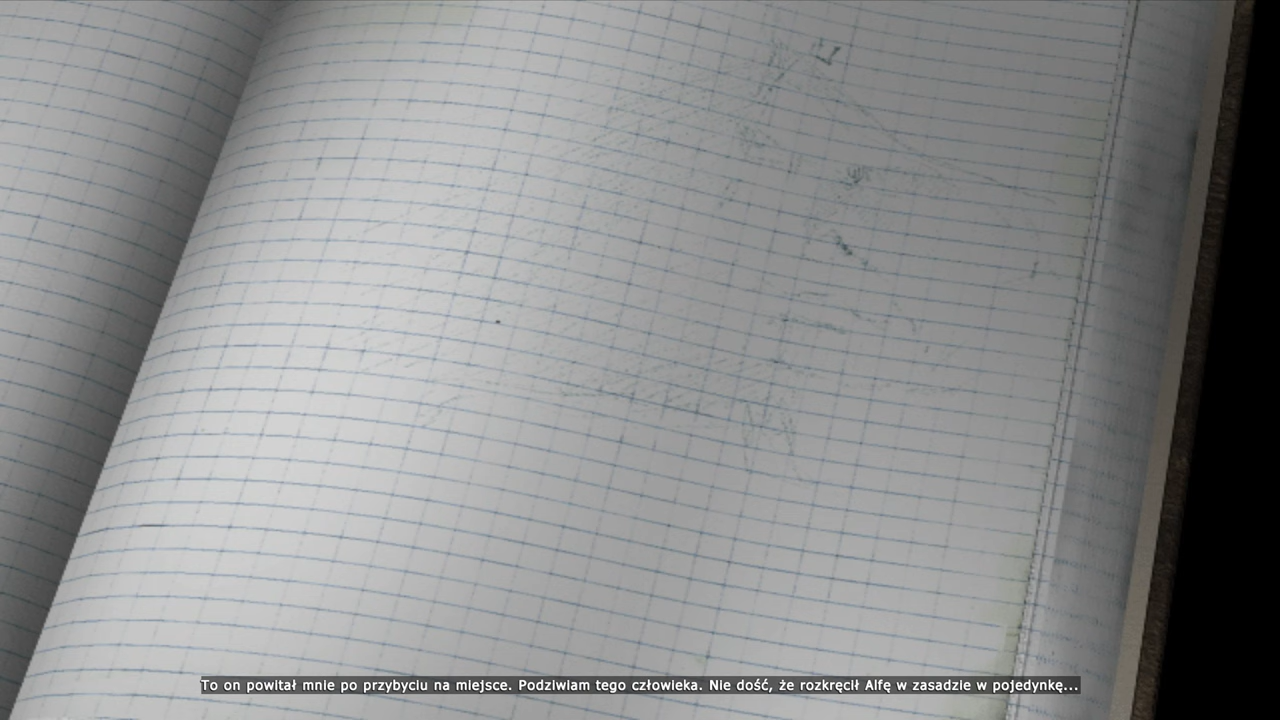 To on powitał mnie po przybyciu na miejsce. Podziwiam tego człowieka. Nie dość, że rozkręcił Alfę w zasadzie w pojedynkę...